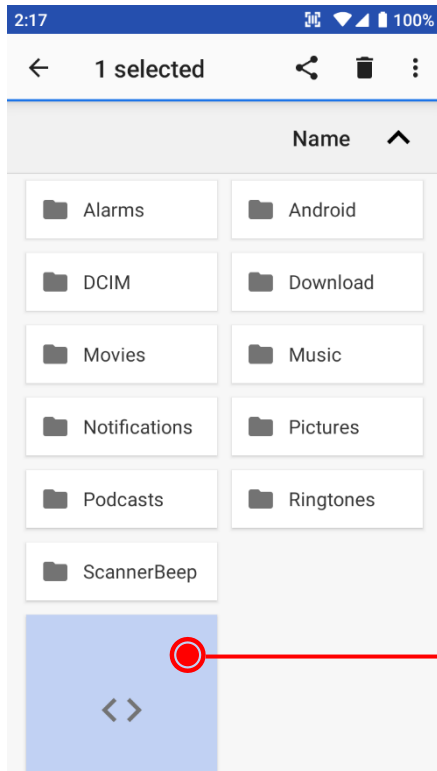 2:17 100%
1 selected
Name
Alarms Android
DCIM Download
Movies Music
Notifications Pictures
Podcasts Ringtones
ScannerBeep